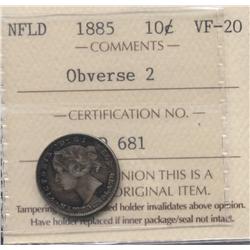 NFLD 1885 10¢ VF-20
COMMENTS
Obverse 2
CERTIFICATION NO.
681
NION THIS IS A
ORIGINAL ITEM.
Tampering holder invalidates above opinion.
Have holder replaced if inner package/seal not intact.